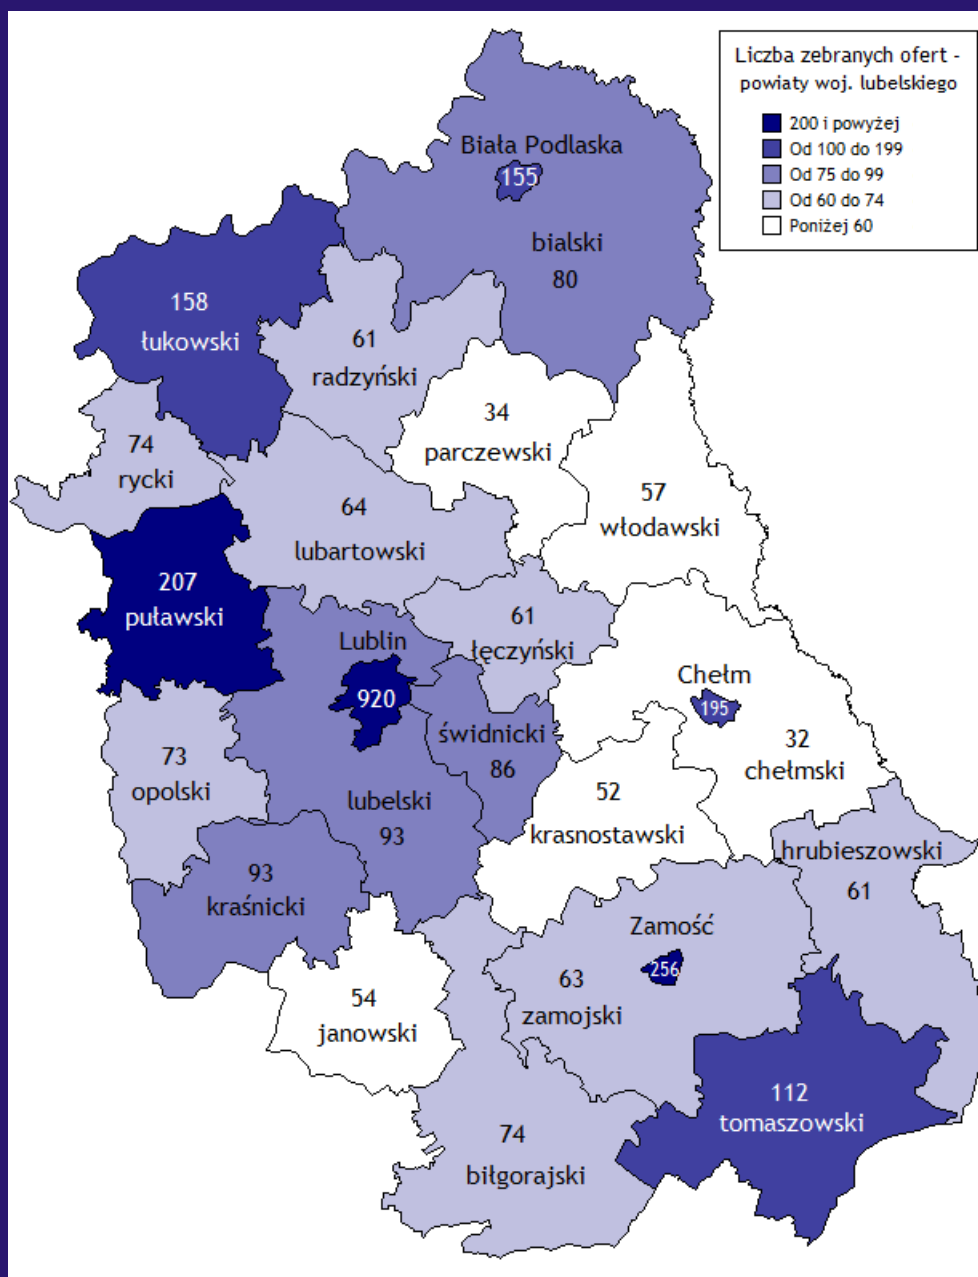 Liczba zebranych ofert -
powiaty woj. lubelskiego
200 i powyżej
Od 100 do 199
Od 75 do 99
Od 60 do 74
Poniżej 60
Biała Podlaska
155
bialski
80
158
łukowski
61
radzyński
34
parczewski
74
rycki
57
włodawski
64
lubartowski
207
puławski
61
łęczyński
Lublin
920
Chełm
195
świdnicki
86
32
chełmski
73
opolski
lubelski
93
52
krasnostawski
hrubieszowski
61
93
kraśnicki
Zamość
256
63
zamojski
54
janowski
112
tomaszowski
74
biłgorajski